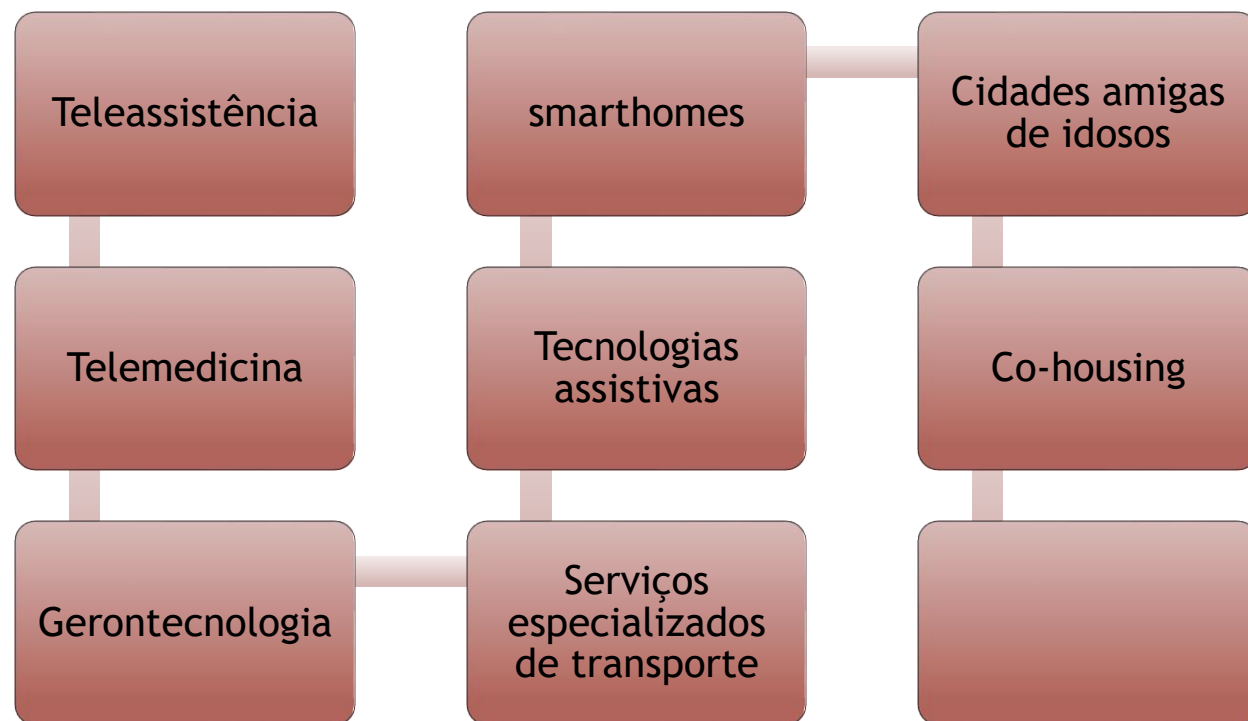 Teleassistência
Telemedicina
Gerontecnologia
Serviços
especializados
de transporte
Tecnologias
assistivas
smarthomes
Cidades amigas
de idosos
Co-housing